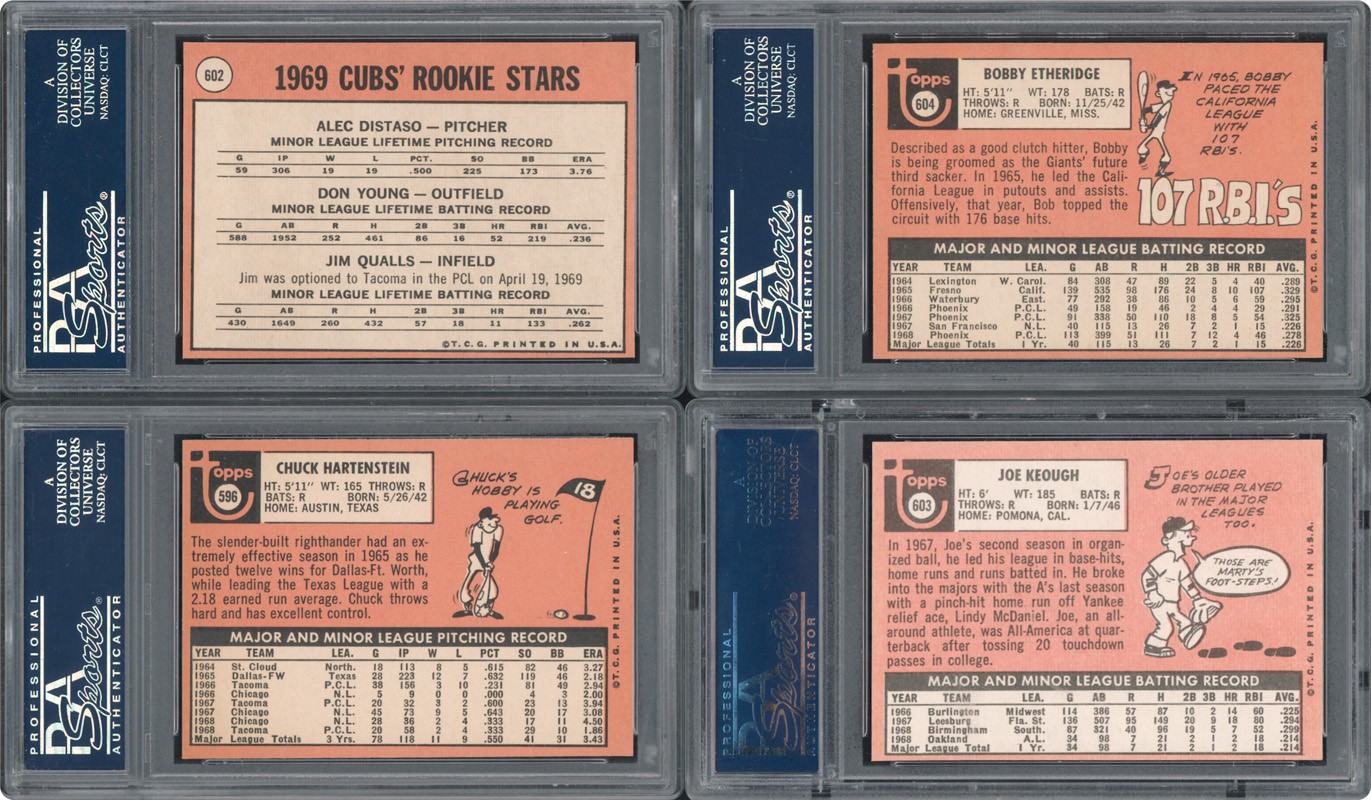 A
DIVISION OF
COLLECTORS
UNIVERSE
NASDAQ: CLCT
PROFESSIONAL
PSA
Sports®
AUTHENTICATOR
602
1969 CUBS' ROOKIE STARS
ALEC DISTASO — PITCHER
MINOR LEAGUE LIFETIME PITCHING RECORD
G IP W L PCT. SO BB ERA
59 306 19 19 .500 225 173 3.76
DON YOUNG — OUTFIELD
MINOR LEAGUE LIFETIME BATTING RECORD
G AB R H 2B 3B HR RBI AVG.
588 1952 252 461 86 16 52 219 .236
JIM QUALLS — INFIELD
Jim was optioned to Tacoma in the PCL on April 19, 1969
MINOR LEAGUE LIFETIME BATTING RECORD
G AB R H 2B 3B HR RBI AVG.
430 1649 260 432 57 18 11 133 .262
©T.C.G. PRINTED IN U.S.A.
A
DIVISION OF
COLLECTORS
UNIVERSE
NASDAQ: CLCT
PROFESSIONAL
PSA
Sports®
AUTHENTICATOR
Topps
604
BOBBY ETHERIDGE
HT: 5'11" WT: 178 BATS: R
THROWS: R BORN: 11/25/42
HOME: GREENVILLE, MISS.
Described as a good clutch hitter, Bobby
is being groomed as the Giants' future
third sacker. In 1965, he led the Cali-
fornia League in putouts and assists.
Offensively, that year, Bob topped the
circuit with 176 base hits.
IN 1965, BOBBY
PACED THE
CALIFORNIA
LEAGUE
WITH
107
RBI'S.
107 R.B.I.'S
MAJOR AND MINOR LEAGUE BATTING RECORD
YEAR TEAM LEA. G AB R H 2B 3B HR RBI AVG.
1964 Lexington W. Carol. 84 308 47 89 22 5 4 40 .289
1965 Fresno Calif. 139 535 98 176 24 8 10 107 .329
1966 Waterbury East. 77 292 38 86 10 5 6 59 .295
1966 Phoenix P.C.L. 49 158 19 46 2 4 4 29 .291
1967 Phoenix P.C.L. 91 338 50 110 18 8 5 54 .325
1967 San Francisco N.L. 40 115 13 26 7 2 1 15 .226
1968 Phoenix P.C.L. 113 399 51 111 7 12 4 46 .278
Major League Totals 1 Yr. 40 115 13 26 7 2 1 15 .226
©T.C.G. PRINTED IN U.S.A.
A
DIVISION OF
COLLECTORS
UNIVERSE
NASDAQ: CLCT
PROFESSIONAL
PSA
Sports®
AUTHENTICATOR
Topps
596
CHUCK HARTENSTEIN
HT: 5'11" WT: 165 THROWS: R
BATS: R BORN: 5/26/42
HOME: AUSTIN, TEXAS
The slender-built righthander had an ex-
tremely effective season in 1965 as he
posted twelve wins for Dallas-Ft. Worth,
while leading the Texas League with a
2.18 earned run average. Chuck throws
hard and has excellent control.
CHUCK'S
HOBBY IS
PLAYING
GOLF.
18
MAJOR AND MINOR LEAGUE PITCHING RECORD
YEAR TEAM LEA. G IP W L PCT SO BB ERA
1964 St. Cloud North. 18 113 8 5 .615 82 46 3.27
1965 Dallas-FW Texas 28 223 12 7 .632 119 46 2.18
1966 Tacoma P.C.L. 38 156 3 10 .231 81 49 2.94
1966 Chicago N.L. 5 9 0 0 .000 4 3 2.00
1967 Tacoma P.C.L. 20 32 3 2 .600 23 13 3.94
1967 Chicago N.L. 45 73 9 5 .643 20 17 3.08
1968 Chicago N.L. 28 36 2 4 .333 17 11 4.50
1968 Tacoma P.C.L. 20 58 2 4 .333 29 10 1.86
Major League Totals 3 Yrs. 78 118 11 9 .550 41 31 3.43
©T.C.G. PRINTED IN U.S.A.
A
DIVISION OF
COLLECTORS
UNIVERSE
NASDAQ: CLCT
PROFESSIONAL
PSA
Sports®
AUTHENTICATOR
Topps
603
JOE KEOUGH
HT: 6' WT: 185 BATS: R
THROWS: R BORN: 1/7/46
HOME: POMONA, CAL.
In 1967, Joe's second season in organ-
ized ball, he led his league in base-hits,
home runs and runs batted in. He broke
into the majors with the A's last season
with a pinch-hit home run off Yankee
relief ace, Lindy McDaniel. Joe, an all-
around athlete, was All-America at quar-
terback after tossing 20 touchdown
passes in college.
JOE'S OLDER
BROTHER PLAYED
IN THE MAJOR
LEAGUES
TOO.
THOSE ARE
MARTY'S
FOOT-STEPS!
MAJOR AND MINOR LEAGUE BATTING RECORD
YEAR TEAM LEA. G AB R H 2B 3B HR RBI AVG.
1966 Burlington Midwest 114 386 57 87 10 2 14 60 .225
1967 Leesburg Fla. St. 136 507 95 149 20 9 18 80 .294
1968 Birmingham South. 87 321 40 96 19 5 7 52 .299
1968 Oakland A.L. 34 98 7 21 2 1 2 18 .214
Major League Totals 1 Yr. 34 98 7 21 2 1 2 18 .214
©T.C.G. PRINTED IN U.S.A.